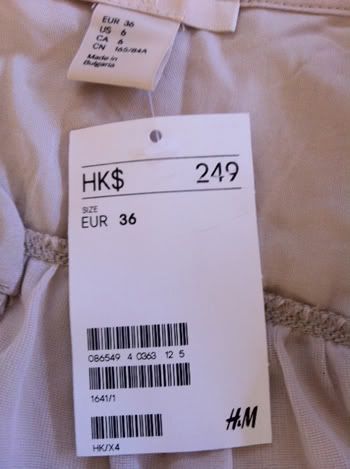 EUR 36
US 6
CA 6
CN 165/84A
Made in
Bulgaria
HK$ 249
SIZE
EUR 36
086549 4 0363 12 5
1641/1
H&M
HK/X4